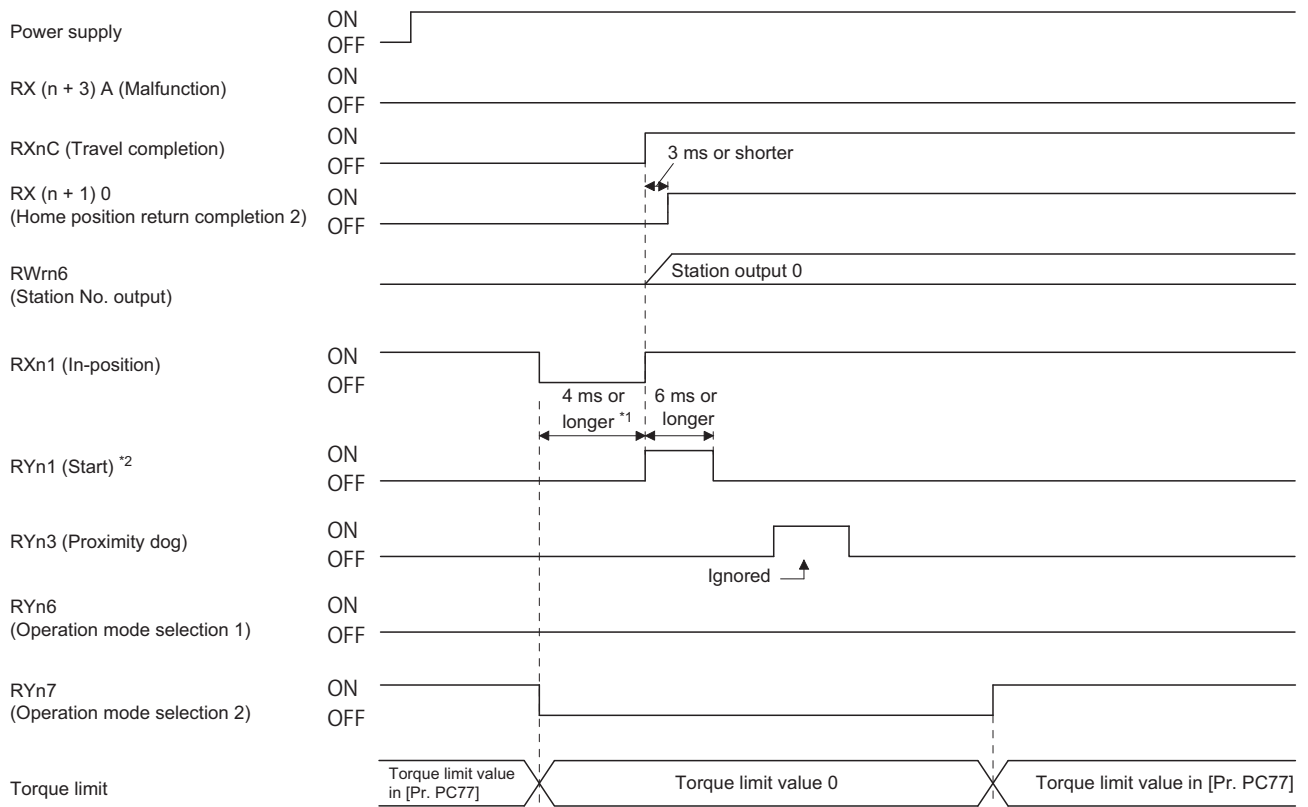 Power supply
ON
OFF
RX (n + 3) A (Malfunction)
ON
OFF
RXnC (Travel completion)
ON
OFF
3 ms or shorter
RX (n + 1) 0
(Home position return completion 2)
ON
OFF
RWrn6
(Station No. output)
Station output 0
RXn1 (In-position)
ON
OFF
4 ms or
longer *1
6 ms or
longer
RYn1 (Start) *2
ON
OFF
RYn3 (Proximity dog)
ON
OFF
Ignored
RYn6
(Operation mode selection 1)
ON
OFF
RYn7
(Operation mode selection 2)
ON
OFF
Torque limit
Torque limit value
in [Pr. PC77]
Torque limit value 0
Torque limit value in [Pr. PC77]